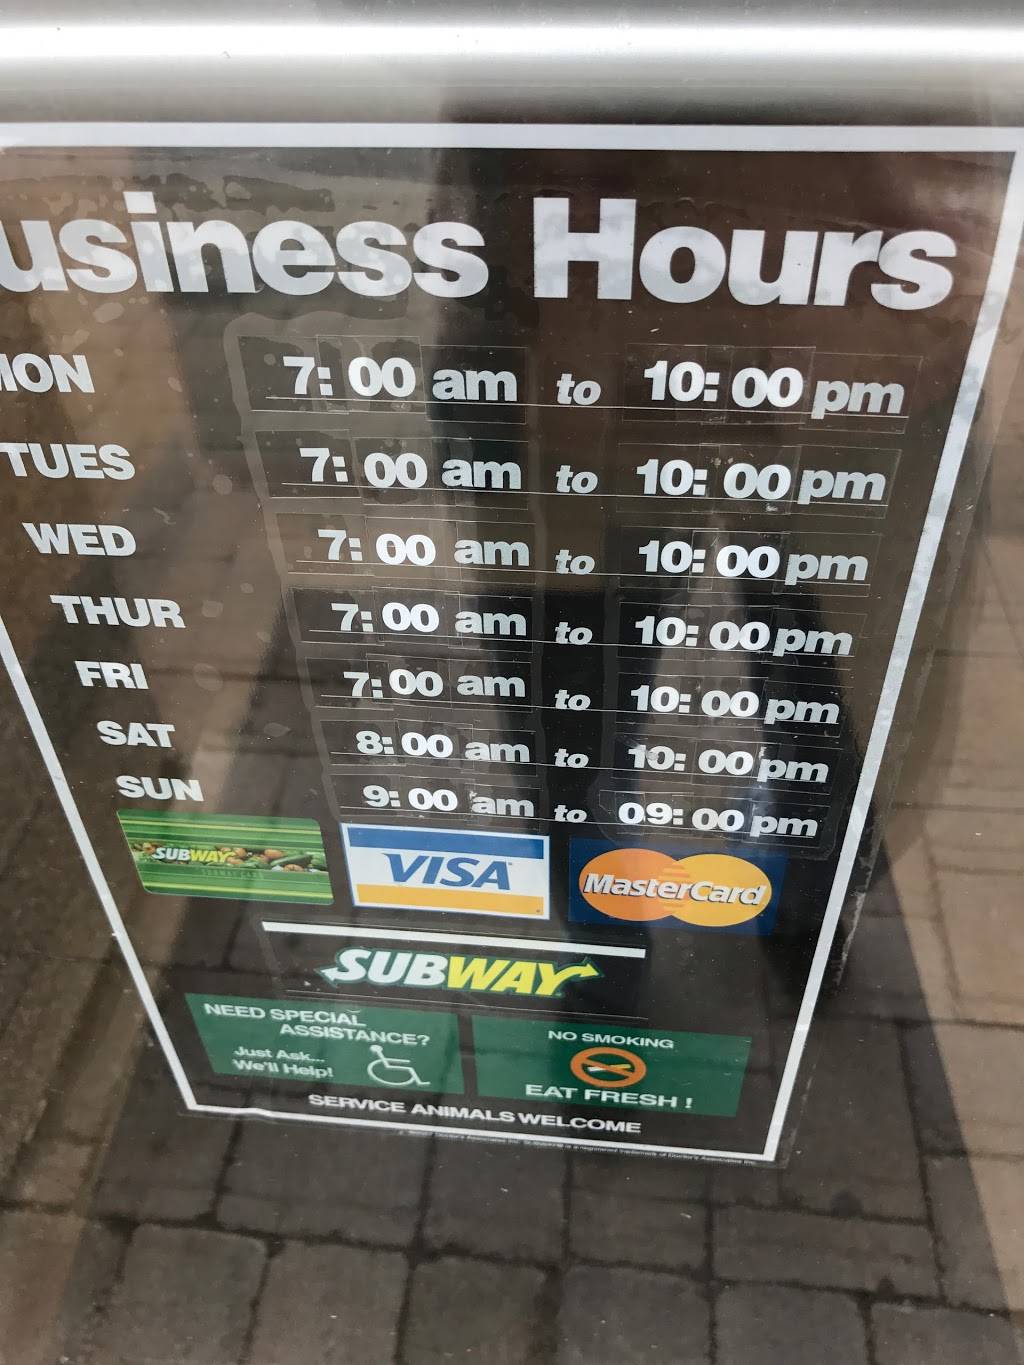 usiness Hours
MON 7:00 am to 10:00 pm
TUES 7:00 am to 10:00 pm
WED 7:00 am to 10:00 pm
THUR 7:00 am to 10:00 pm
FRI 7:00 am to 10:00 pm
SAT 8:00 am to 10:00 pm
SUN 9:00 am to 09:00 pm
SUBWAY
VISA
MasterCard
SUBWAY
NEED SPECIAL
ASSISTANCE?
Just Ask...
We'll Help!
NO SMOKING
EAT FRESH!
SERVICE ANIMALS WELCOME